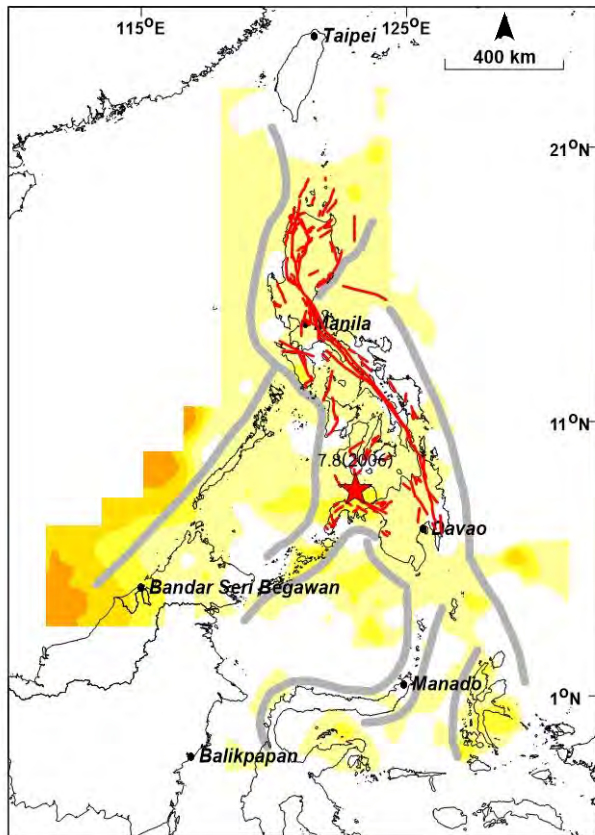 115°E
125°E
Taipei
400 km
21°N
Manila
11°N
7.8(2006)
Davao
Bandar Seri Begawan
Manado
1°N
Balikpapan